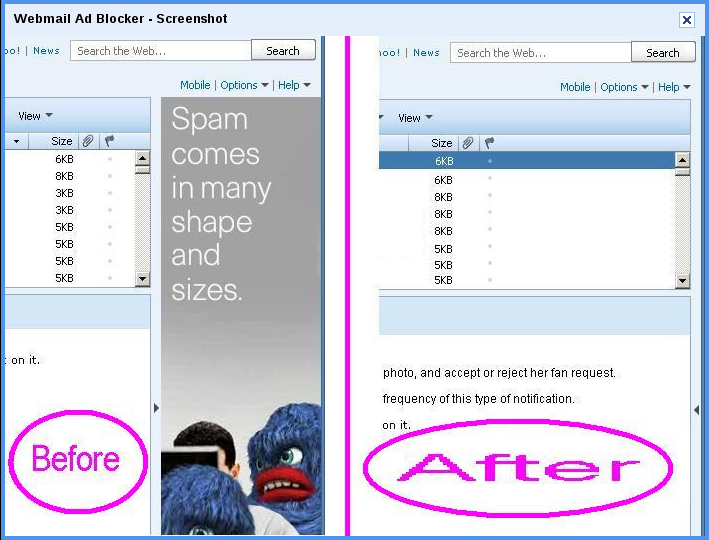 Webmail Ad Blocker - Screenshot
oo! | News
Search the Web...
Search
Mobile | Options | Help
View
Size
6KB
8KB
3KB
3KB
5KB
5KB
5KB
5KB
Spam
comes
in many
shape
and
sizes.
t on it.
Before
oo! | News
Search the Web...
Search
Mobile | Options | Help
View
Size
6KB
6KB
8KB
8KB
8KB
5KB
5KB
5KB
photo, and accept or reject her fan request.
frequency of this type of notification.
on it.
After